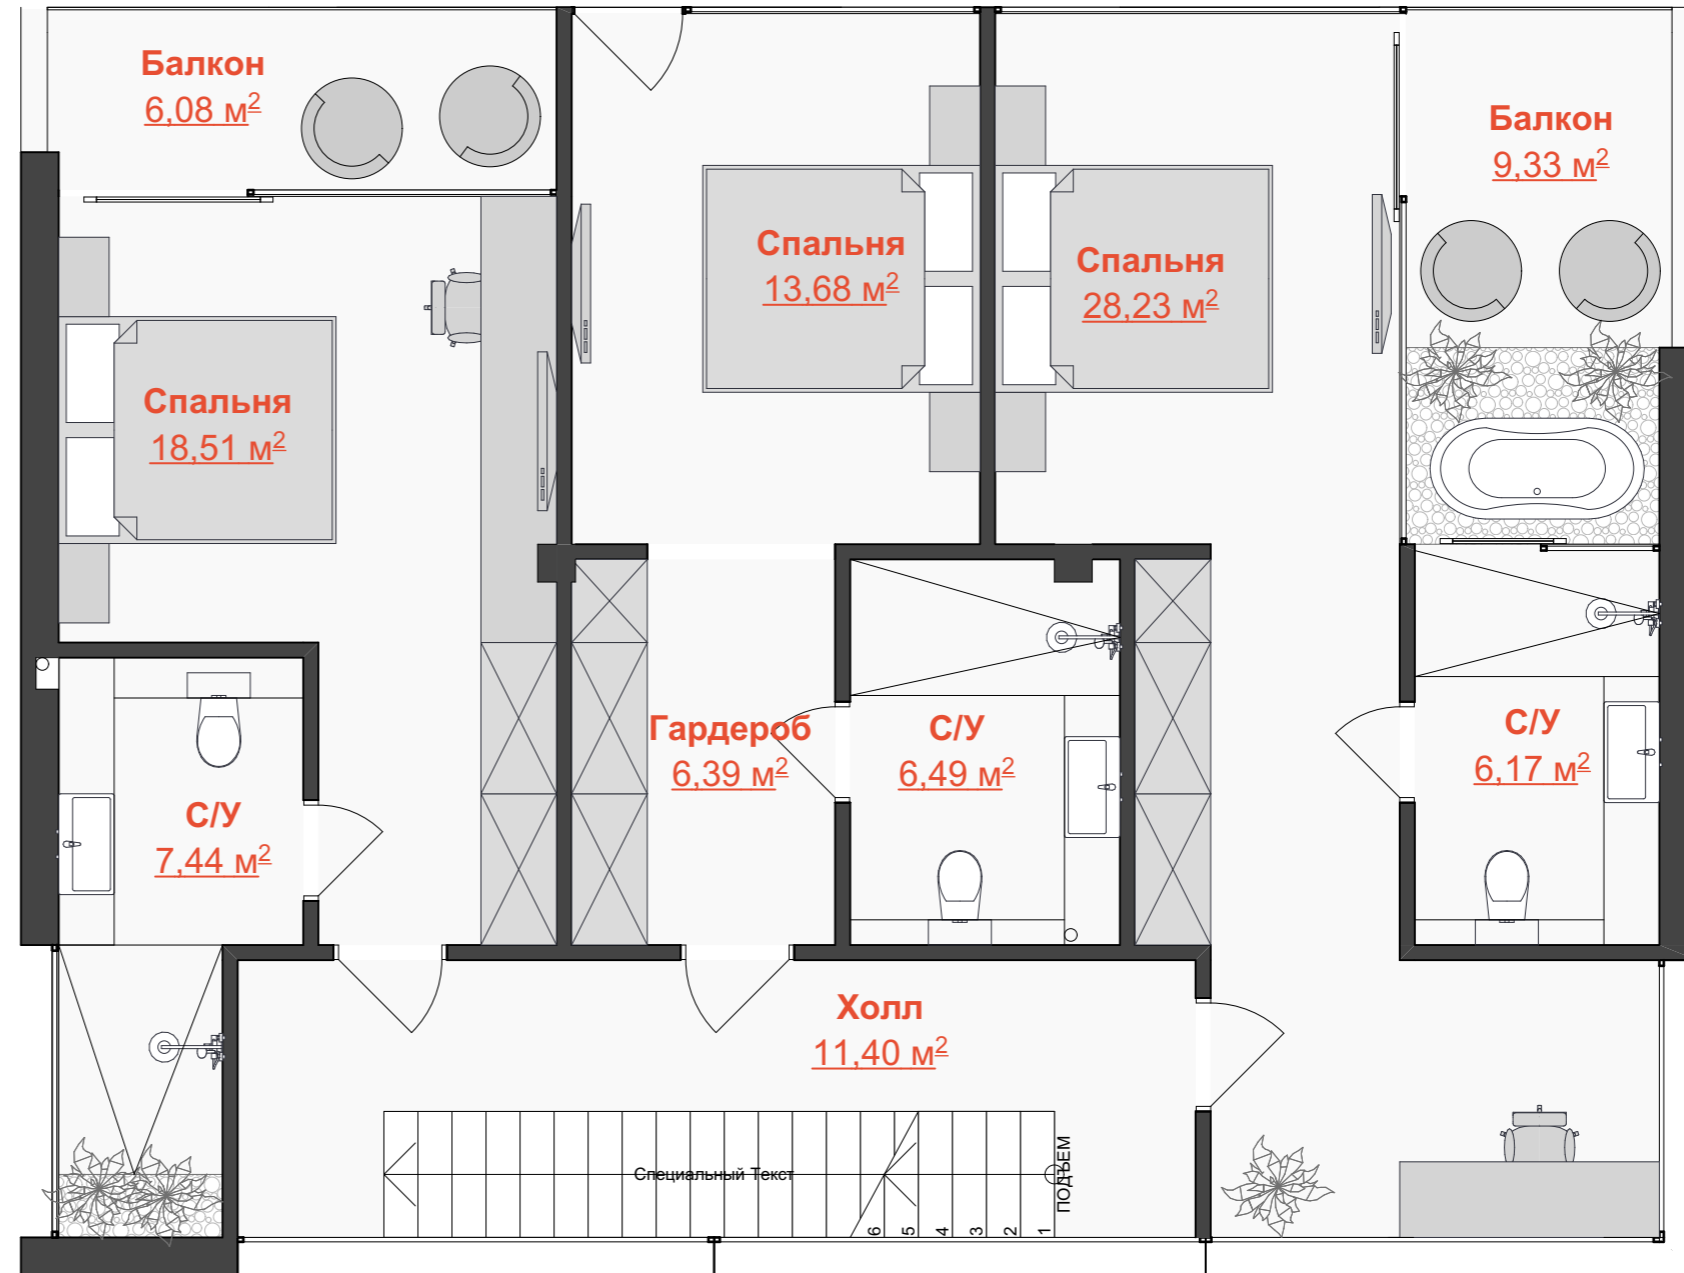 Балкон
6,08 м²
Балкон
9,33 м²
Спальня
13,68 м²
Спальня
28,23 м²
Спальня
18,51 м²
Гардероб
6,39 м²
С/У
6,49 м²
С/У
6,17 м²
С/У
7,44 м²
Холл
11,40 м²
Специальный Текст
6 5 4 3 2 1
ПОДЪЕМ